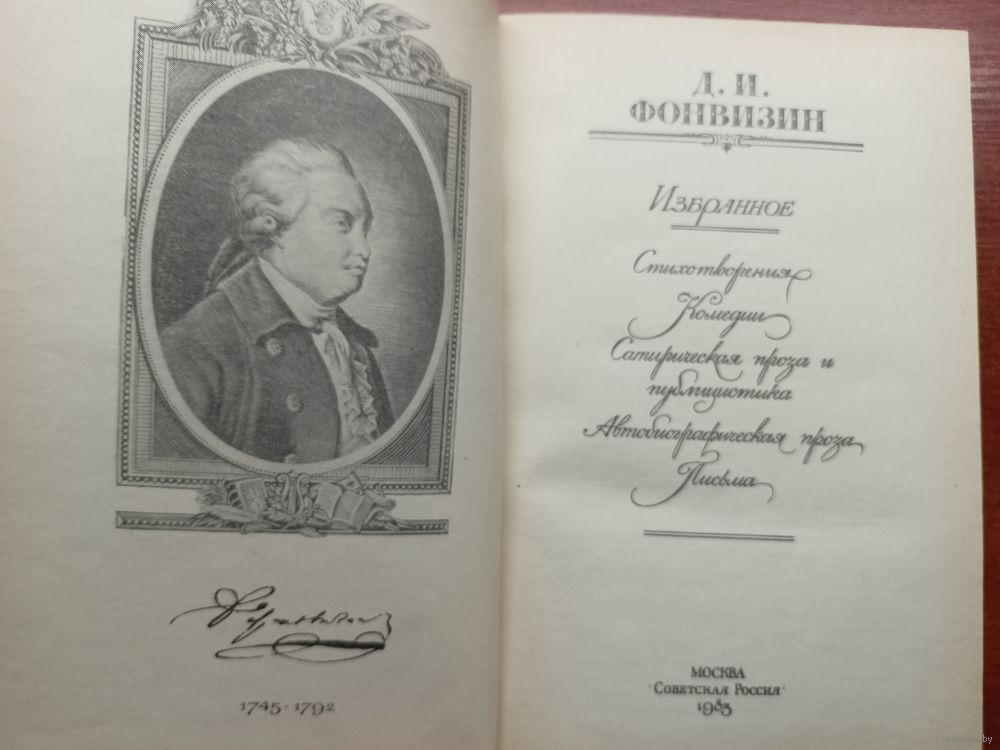 1745-1792
Д. И.
ФОНВИЗИН
ИЗБРАННОЕ
Стихотворения
Комедии
Сатирическая проза и
публицистика
Автобиографическая проза
Письма
МОСКВА
"СОВЕТСКАЯ РОССИЯ"
1983